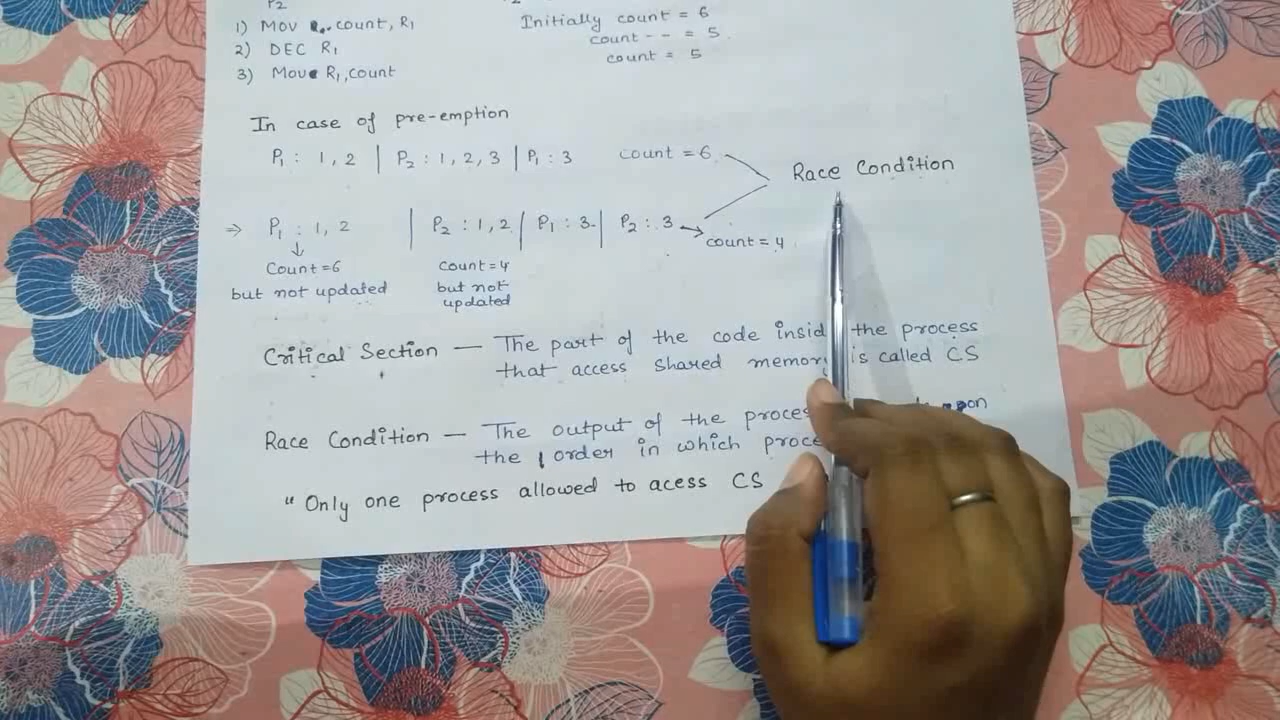 P2
1) Mov count, R1
2) DEC R1
3) Move R1, count
Initially count = 6
count - - = 5
count = 5
In case of pre-emption
P1 : 1, 2 | P2 : 1, 2, 3 | P1 : 3 count = 6
Race Condition
⇒ P1 : 1, 2 | P2 : 1, 2 | P1 : 3 | P2 : 3 → count = 4
Count = 6
but not updated
count = 4
but not
updated
Critical Section — The part of the code insid the process
that access shared memory is called CS
Race Condition — The output of the proces
the order in which proce
" Only one process allowed to acess CS